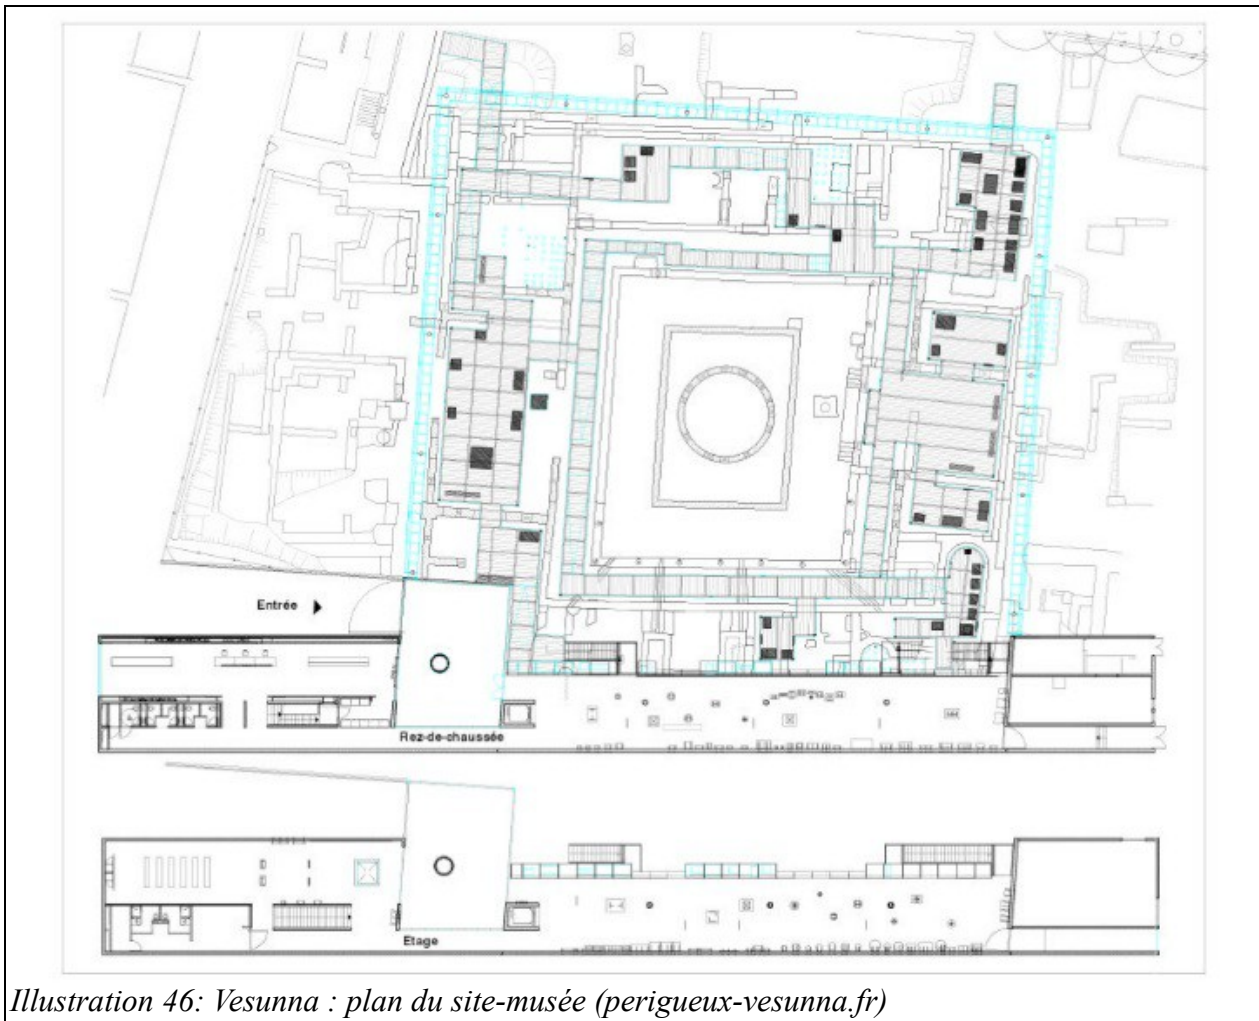 Entrée
Rez-de-chaussée
Etage
Illustration 46: Vesunna : plan du site-musée (perigueux-vesunna.fr)